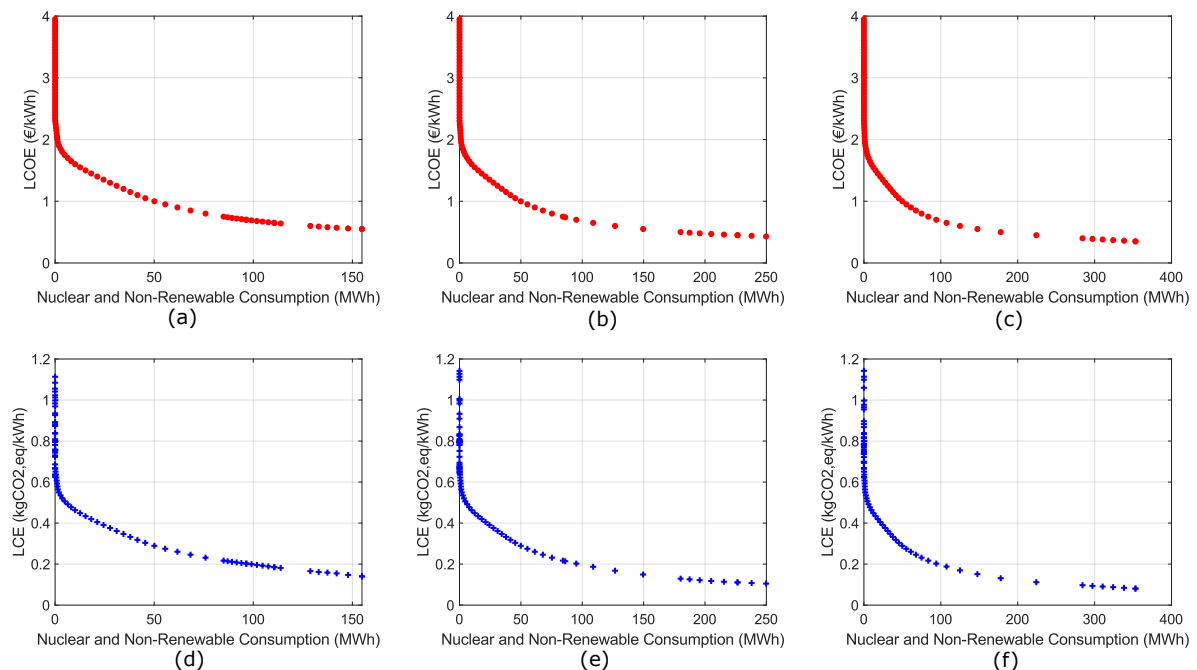 4
3
2
1
0
LCOE (€/kWh)
0 50 100 150
Nuclear and Non-Renewable Consumption (MWh)
(a)
4
3
2
1
0
LCOE (€/kWh)
0 50 100 150 200 250
Nuclear and Non-Renewable Consumption (MWh)
(b)
4
3
2
1
0
LCOE (€/kWh)
0 100 200 300 400
Nuclear and Non-Renewable Consumption (MWh)
(c)
1.2
1
0.8
0.6
0.4
0.2
0
LCE (kgCO2,eq/kWh)
0 50 100 150
Nuclear and Non-Renewable Consumption (MWh)
(d)
1.2
1
0.8
0.6
0.4
0.2
0
LCE (kgCO2,eq/kWh)
0 50 100 150 200 250
Nuclear and Non-Renewable Consumption (MWh)
(e)
1.2
1
0.8
0.6
0.4
0.2
0
LCE (kgCO2,eq/kWh)
0 100 200 300 400
Nuclear and Non-Renewable Consumption (MWh)
(f)